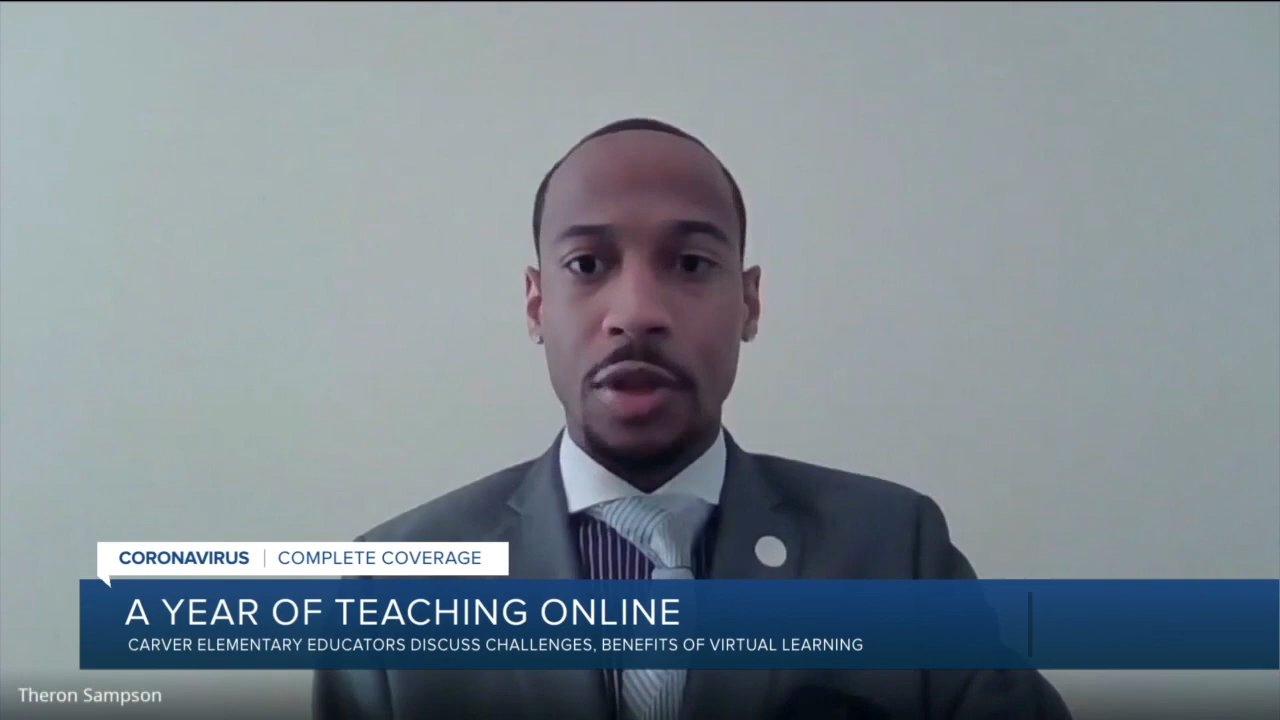 CORONAVIRUS | COMPLETE COVERAGE
A YEAR OF TEACHING ONLINE
CARVER ELEMENTARY EDUCATORS DISCUSS CHALLENGES, BENEFITS OF VIRTUAL LEARNING
Theron Sampson